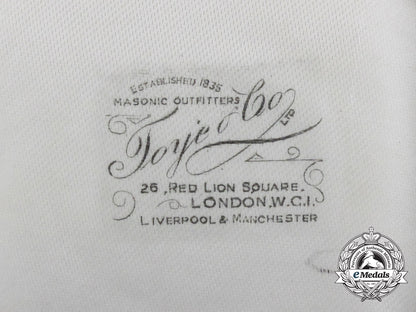 ESTABLISHED 1835
MASONIC OUTFITTERS
Toye & Co LTD
26, RED LION SQUARE.
LONDON, W.C.1.
LIVERPOOL & MANCHESTER
eMedals